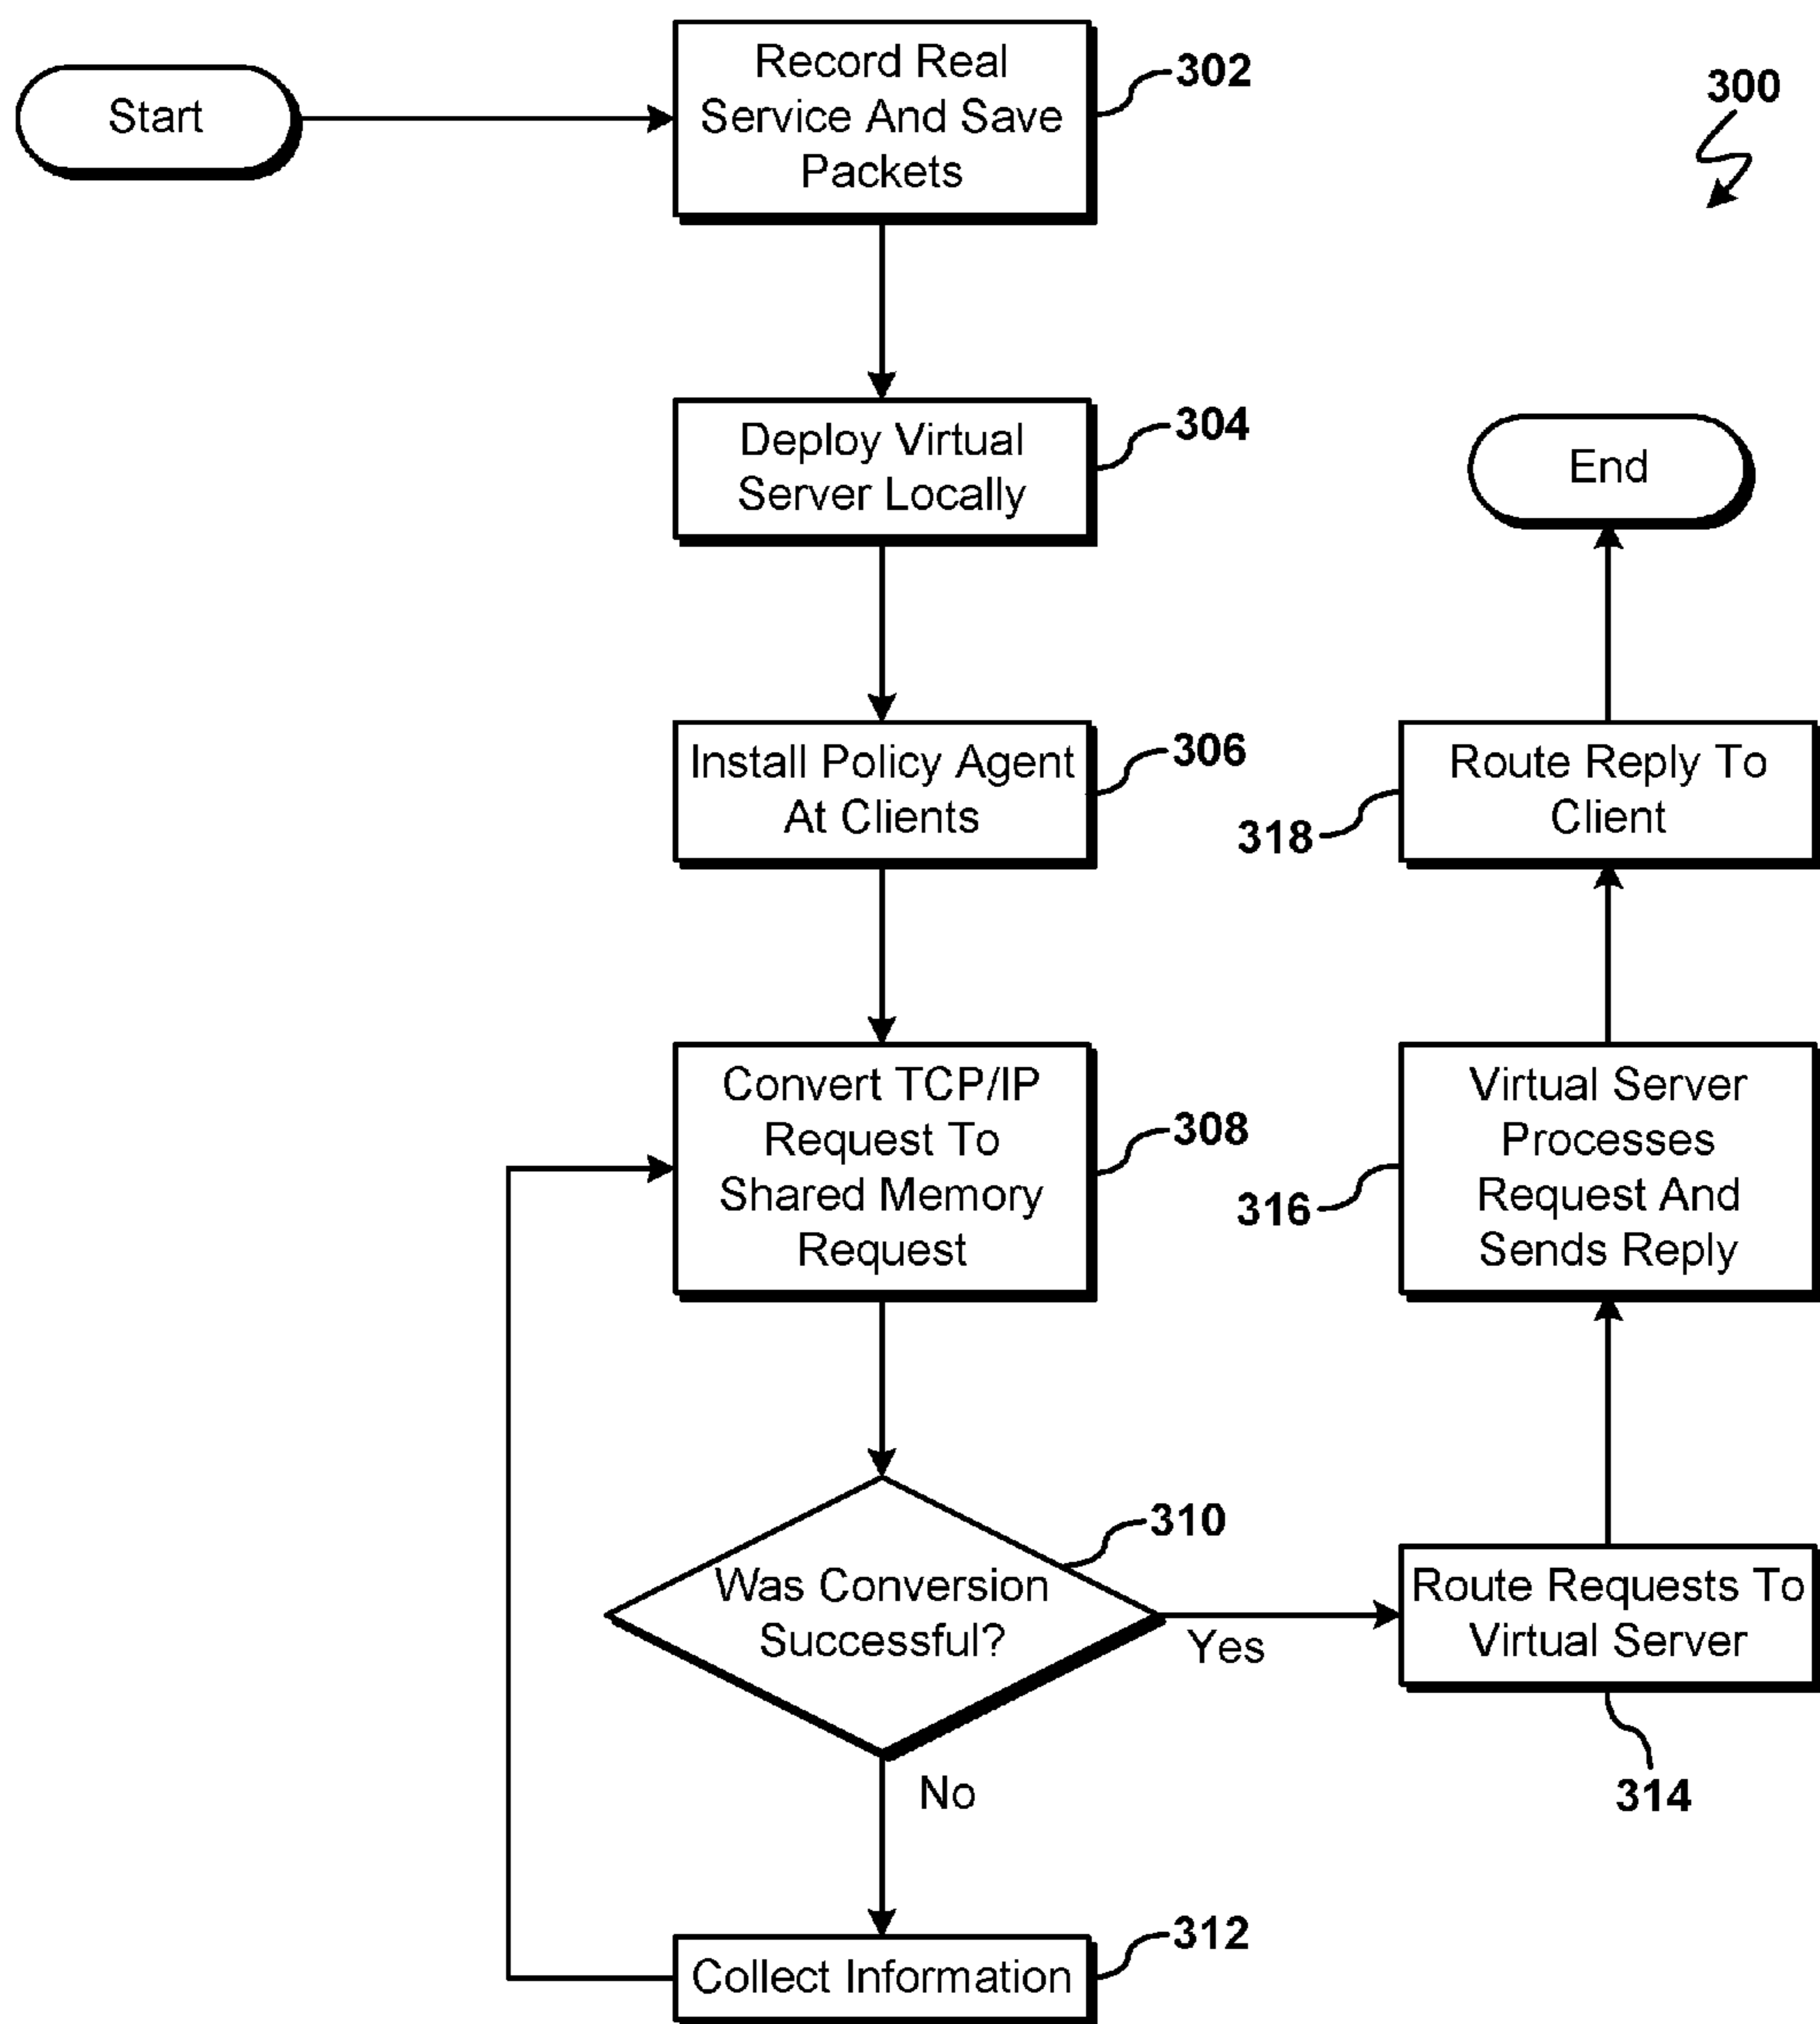 Start
Record Real
Service And Save
Packets
302
300
Deploy Virtual
Server Locally
304
End
Install Policy Agent
At Clients
306
Route Reply To
Client
318
Convert TCP/IP
Request To
Shared Memory
Request
308
Virtual Server
Processes
Request And
Sends Reply
316
Was Conversion
Successful?
310
Yes
No
Route Requests To
Virtual Server
314
Collect Information
312